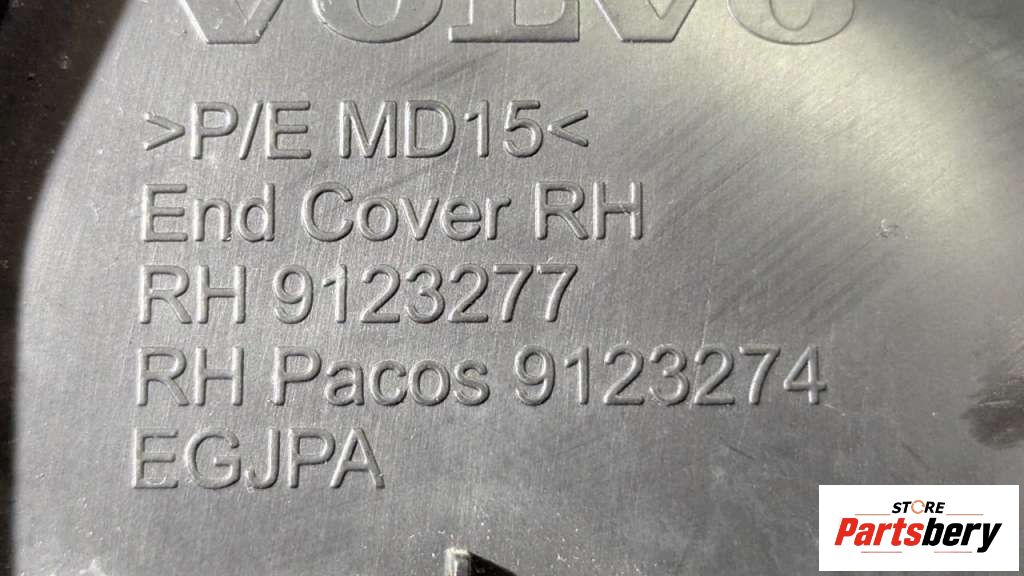 VOLVO
>P/E MD15<
End Cover RH
RH 9123277
RH Pacos 9123274
EGJPA
STORE
Partsbery